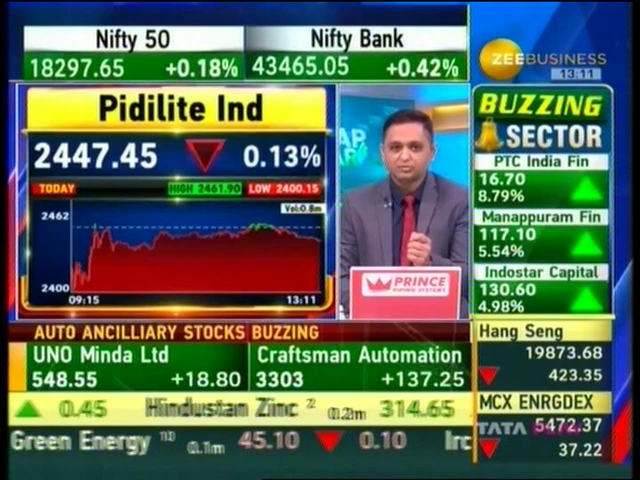 Nifty 50
Nifty Bank
18297.65 +0.18%
43465.05 +0.42%
ZEEBUSINESS
13:11
Pidilite Ind
2447.45 0.13%
TODAY HIGH 2461.90 LOW 2400.15
Vol:0.8m
2462
2400
09:15 13:11
PRINCE
PIPING SYSTEMS
BUZZING
SECTOR
PTC India Fin
16.70
8.79%
Manappuram Fin
117.10
5.54%
Indostar Capital
130.60
4.98%
AUTO ANCILLIARY STOCKS BUZZING
UNO Minda Ltd
548.55 +18.80
Craftsman Automation
3303 +137.25
Hang Seng
19873.68
423.35
MCX ENRGDEX
5472.37
37.22
TATA PLAY
0.45 Hindustan Zinc 2 0.2m 314.65
Green Energy 10 0.1m 45.10 0.10 Irc